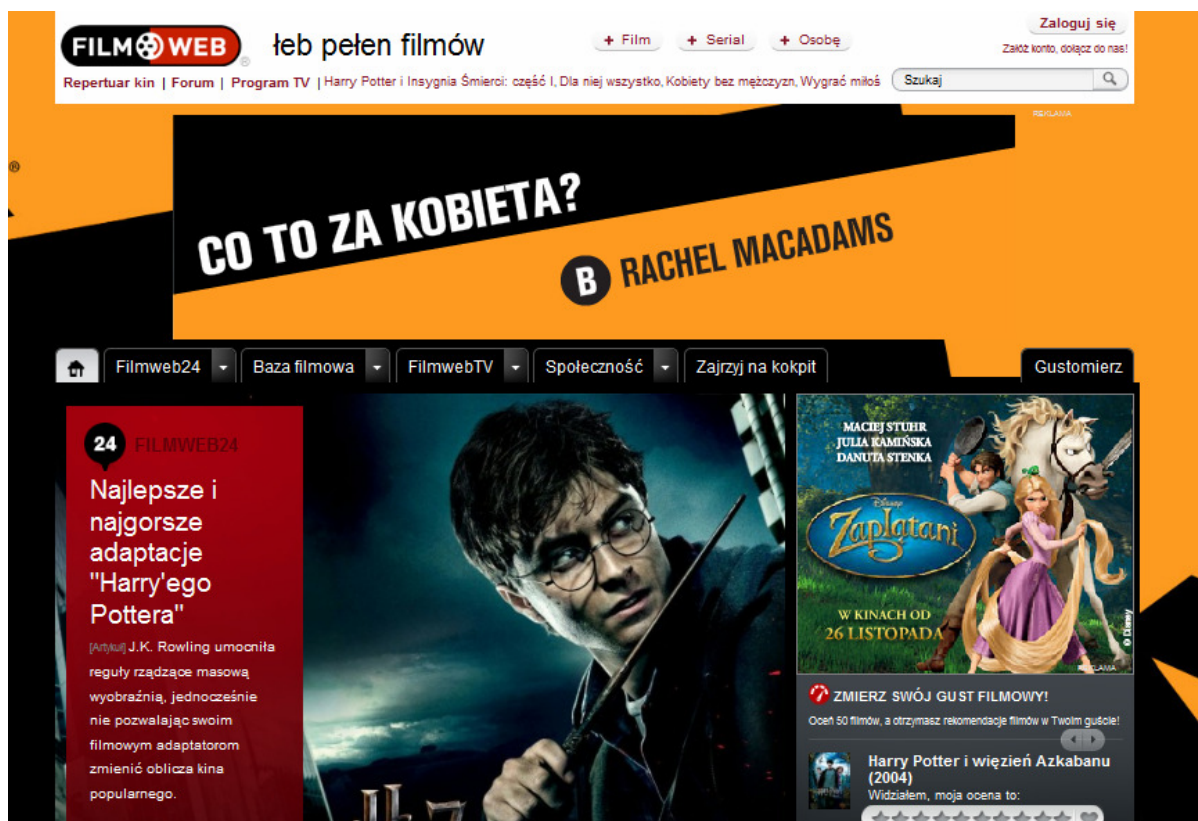 FILMWEB ®
łeb pełen filmów
+ Film + Serial + Osobę
Zaloguj się
Załóż konto, dołącz do nas!
Repertuar kin | Forum | Program TV | Harry Potter i Insygnia Śmierci: część I, Dla niej wszystko, Kobiety bez mężczyzn, Wygrać miłoś
Szukaj
REKLAMA
®
CO TO ZA KOBIETA?
B RACHEL MACADAMS
Filmweb24 Baza filmowa FilmwebTV Społeczność Zajrzyj na kokpit Gustomierz
24 FILMWEB24
Najlepsze i
najgorsze
adaptacje
"Harry'ego
Pottera"
[Artykuł] J.K. Rowling umocniła
reguły rządzące masową
wyobraźnią, jednocześnie
nie pozwalając swoim
filmowym adaptatorom
zmienić oblicza kina
popularnego.
MACIEJ STUHR
JULIA KAMIŃSKA
DANUTA STENKA
Disney
Zaplątani
W KINACH OD
26 LISTOPADA
© Disney
REKLAMA
ZMIERZ SWÓJ GUST FILMOWY!
Oceń 50 filmów, a otrzymasz rekomendacje filmów w Twoim guście!
Harry Potter i więzień Azkabanu
(2004)
Widziałem, moja ocena to: